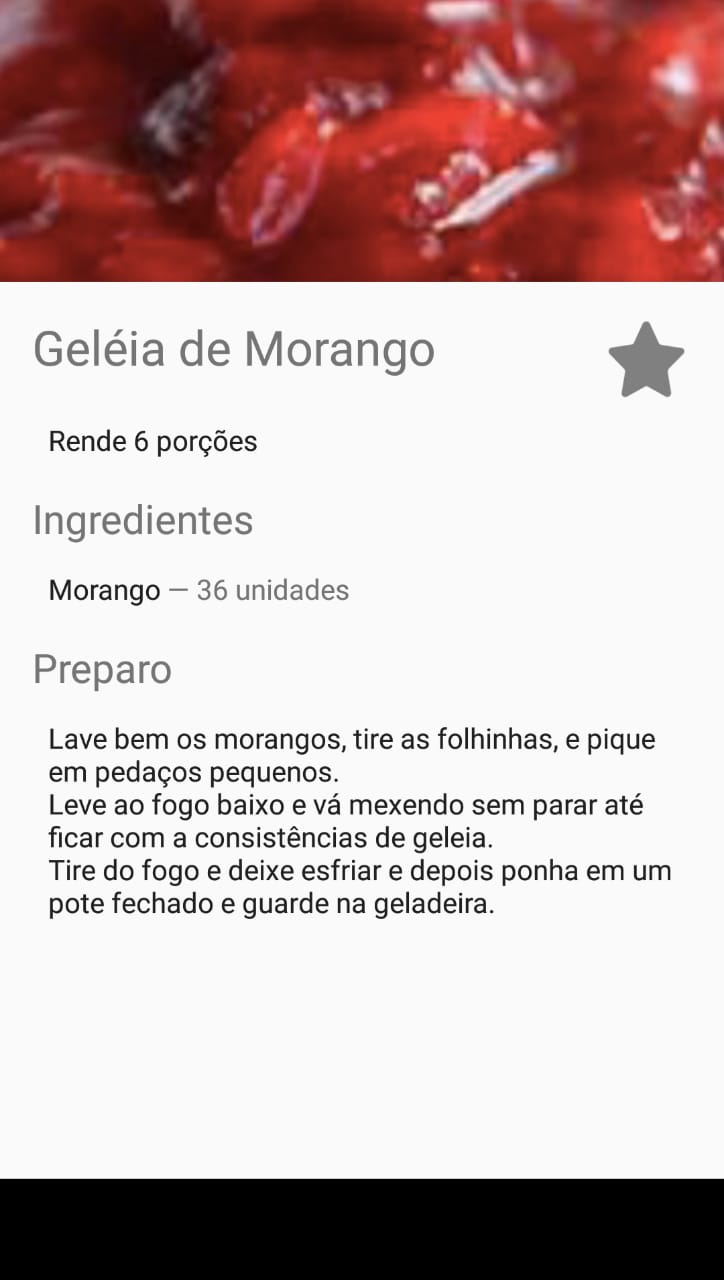 Geléia de Morango
Rende 6 porções
Ingredientes
Morango — 36 unidades
Preparo
Lave bem os morangos, tire as folhinhas, e pique
em pedaços pequenos.
Leve ao fogo baixo e vá mexendo sem parar até
ficar com a consistências de geleia.
Tire do fogo e deixe esfriar e depois ponha em um
pote fechado e guarde na geladeira.